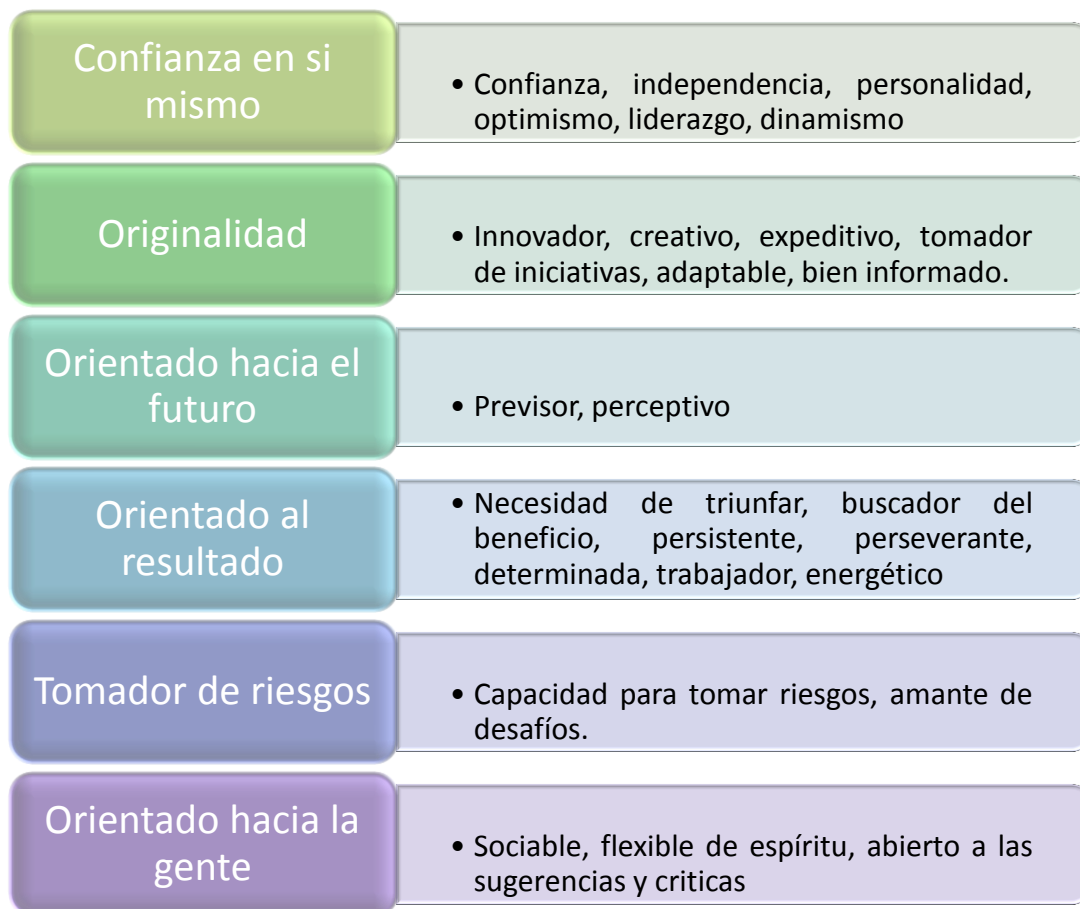 Confianza en si
mismo
• Confianza, independencia, personalidad,
optimismo, liderazgo, dinamismo
Originalidad
• Innovador, creativo, expeditivo, tomador
de iniciativas, adaptable, bien informado.
Orientado hacia el
futuro
• Previsor, perceptivo
Orientado al
resultado
• Necesidad de triunfar, buscador del
beneficio, persistente, perseverante,
determinada, trabajador, energético
Tomador de riesgos
• Capacidad para tomar riesgos, amante de
desafíos.
Orientado hacia la
gente
• Sociable, flexible de espíritu, abierto a las
sugerencias y criticas